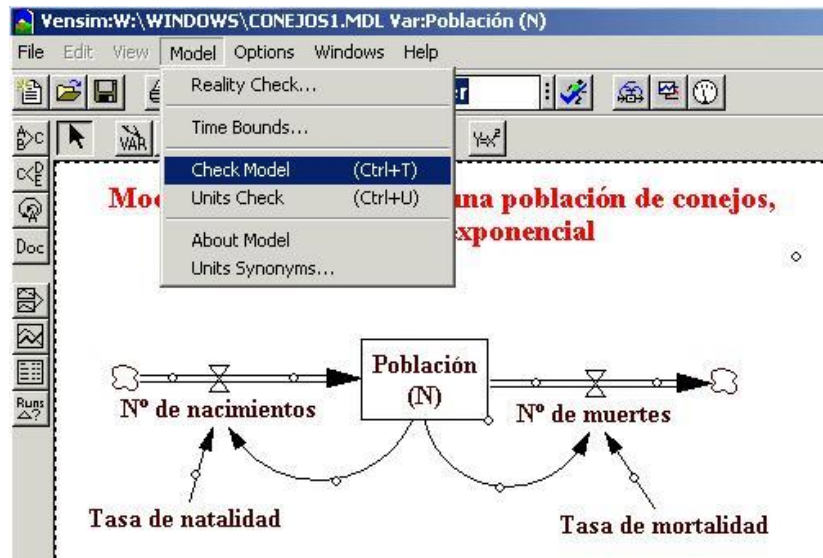 Vensim:W:\WINDOWS\CONEJOS1.MDL Var:Población (N)
File Edit View Model Options Windows Help
Reality Check...
Time Bounds...
Check Model (Ctrl+T)
Units Check (Ctrl+U)
About Model
Units Synonyms...
VAR
Y=X²
A>C
B
C<D
E
Doc
Runs
△?
una población de conejos,
exponencial
Población
(N)
Nº de nacimientos
Nº de muertes
Tasa de natalidad
Tasa de mortalidad